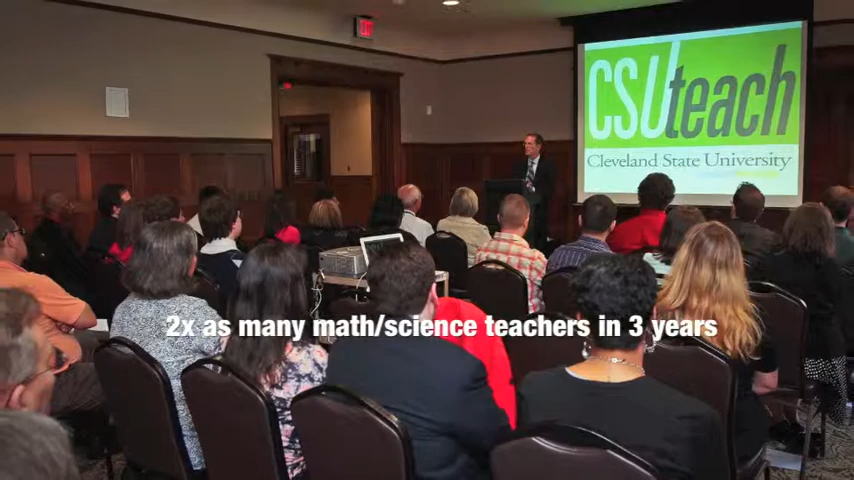 EXIT
CSUteach
Cleveland State University
2x as many math/science teachers in 3 years